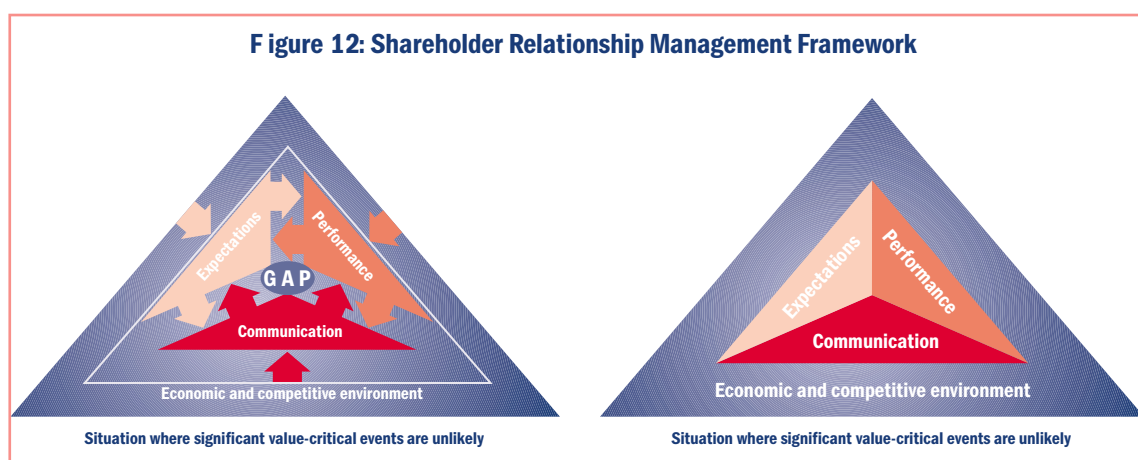 F igure 12: Shareholder Relationship Management Framework
Expectations
Performance
G A P
Communication
Economic and competitive environment
Situation where significant value-critical events are unlikely
Expectations
Performance
Communication
Economic and competitive environment
Situation where significant value-critical events are unlikely